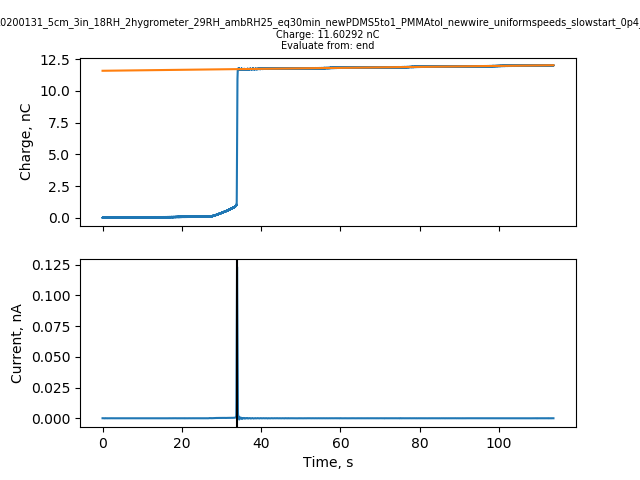 0200131_5cm_3in_18RH_2hygrometer_29RH_ambRH25_eq30min_newPDMS5to1_PMMAtol_newwire_uniformspeeds_slowstart_0p4_
Charge: 11.60292 nC
Evaluate from: end
12.5
10.0
7.5
5.0
2.5
0.0
Charge, nC
0.125
0.100
0.075
0.050
0.025
0.000
Current, nA
0 20 40 60 80 100
Time, s